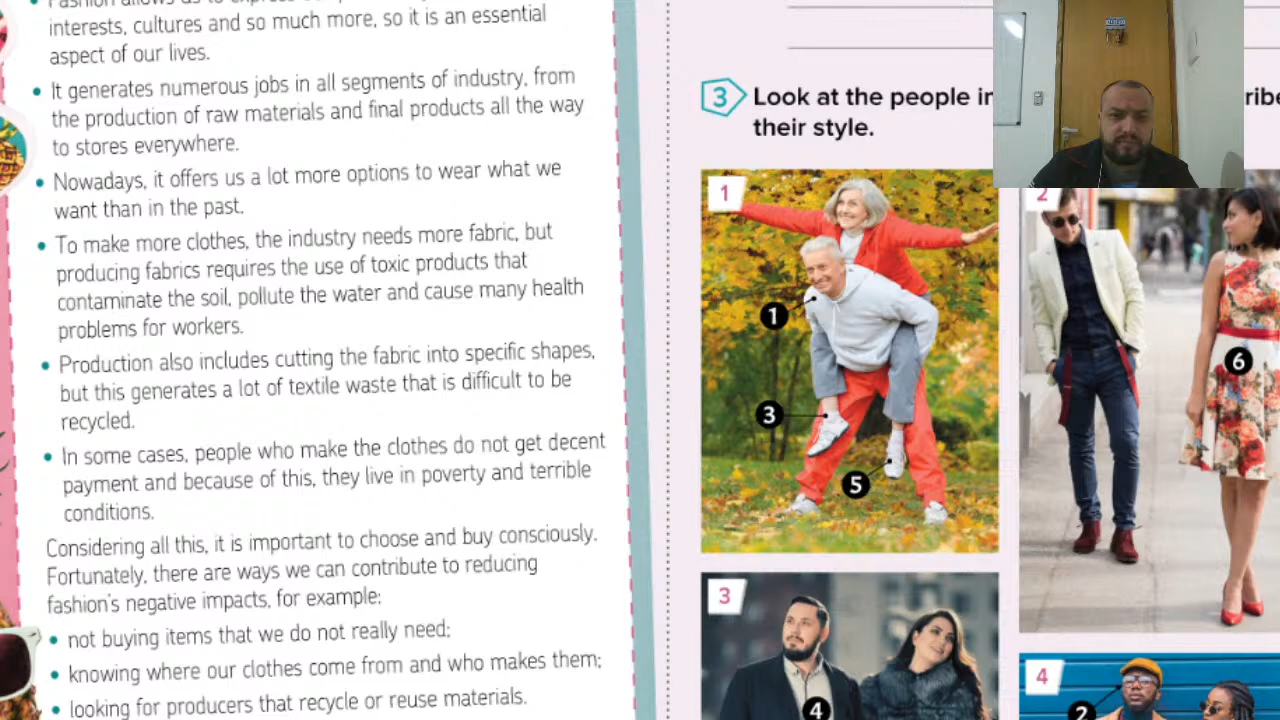 interests, cultures and so much more, so it is an essential
aspect of our lives.
• It generates numerous jobs in all segments of industry, from
the production of raw materials and final products all the way
to stores everywhere.
• Nowadays, it offers us a lot more options to wear what we
want than in the past.
• To make more clothes, the industry needs more fabric, but
producing fabrics requires the use of toxic products that
contaminate the soil, pollute the water and cause many health
problems for workers.
• Production also includes cutting the fabric into specific shapes,
but this generates a lot of textile waste that is difficult to be
recycled.
• In some cases, people who make the clothes do not get decent
payment and because of this, they live in poverty and terrible
conditions.
Considering all this, it is important to choose and buy consciously.
Fortunately, there are ways we can contribute to reducing
fashion's negative impacts, for example:
• not buying items that we do not really need;
• knowing where our clothes come from and who makes them;
• looking for producers that recycle or reuse materials.
3 Look at the people in
their style.
1
1
3
5
2
6
3
4
4
2